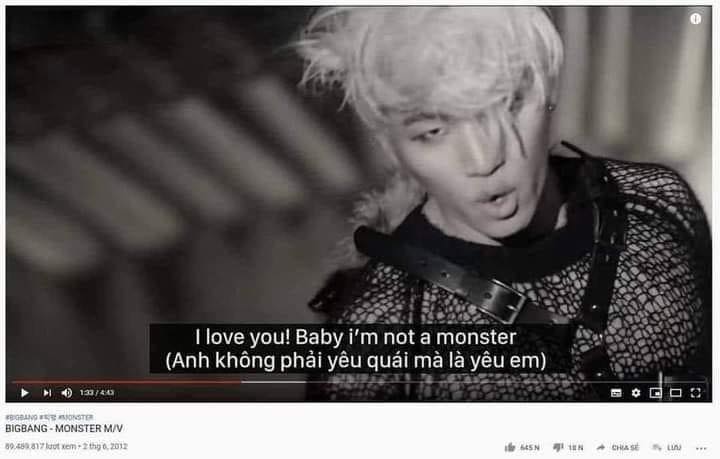 I love you! Baby i'm not a monster
(Anh không phải yêu quái mà là yêu em)
1:33 / 4:43
#BIGBANG #빅뱅 #MONSTER
BIGBANG - MONSTER M/V
89.489.817 lượt xem • 2 thg 6, 2012
645 N
18 N
CHIA SẺ
LƯU